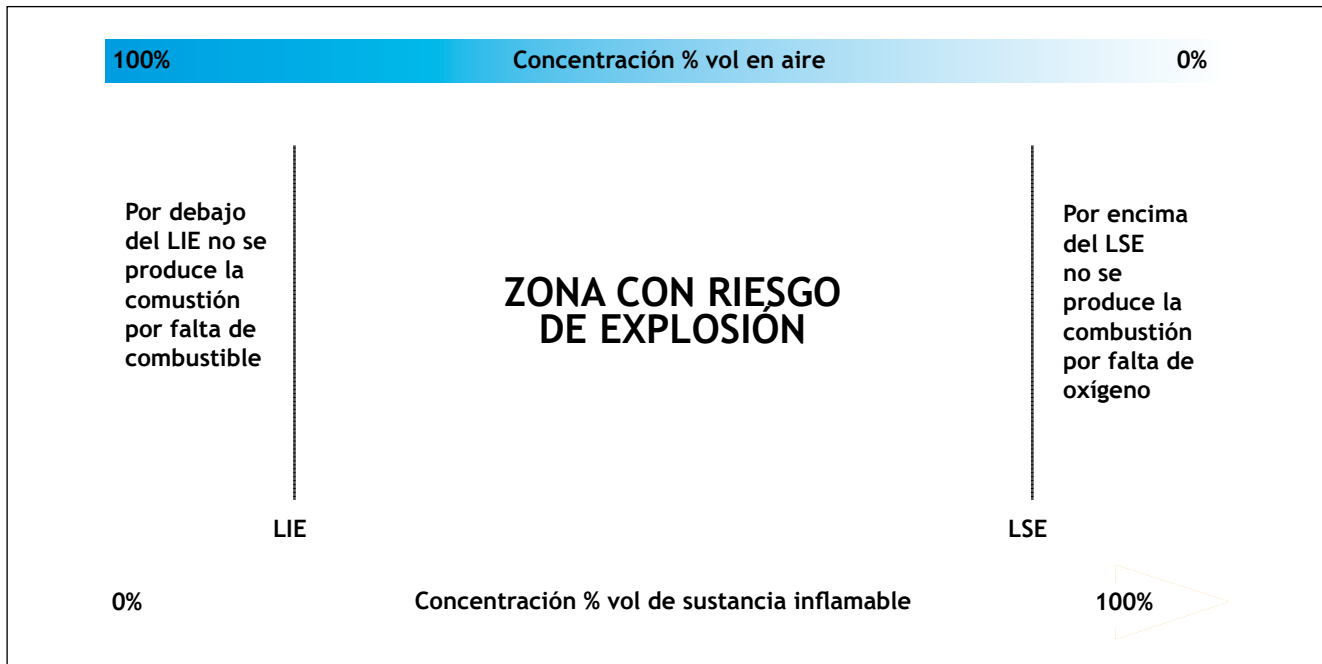 100% Concentración % vol en aire 0%
Por debajo
del LIE no se
produce la
comustión
por falta de
combustible
ZONA CON RIESGO
DE EXPLOSIÓN
Por encima
del LSE
no se
produce la
combustión
por falta de
oxígeno
LIE
LSE
0% Concentración % vol de sustancia inflamable 100%